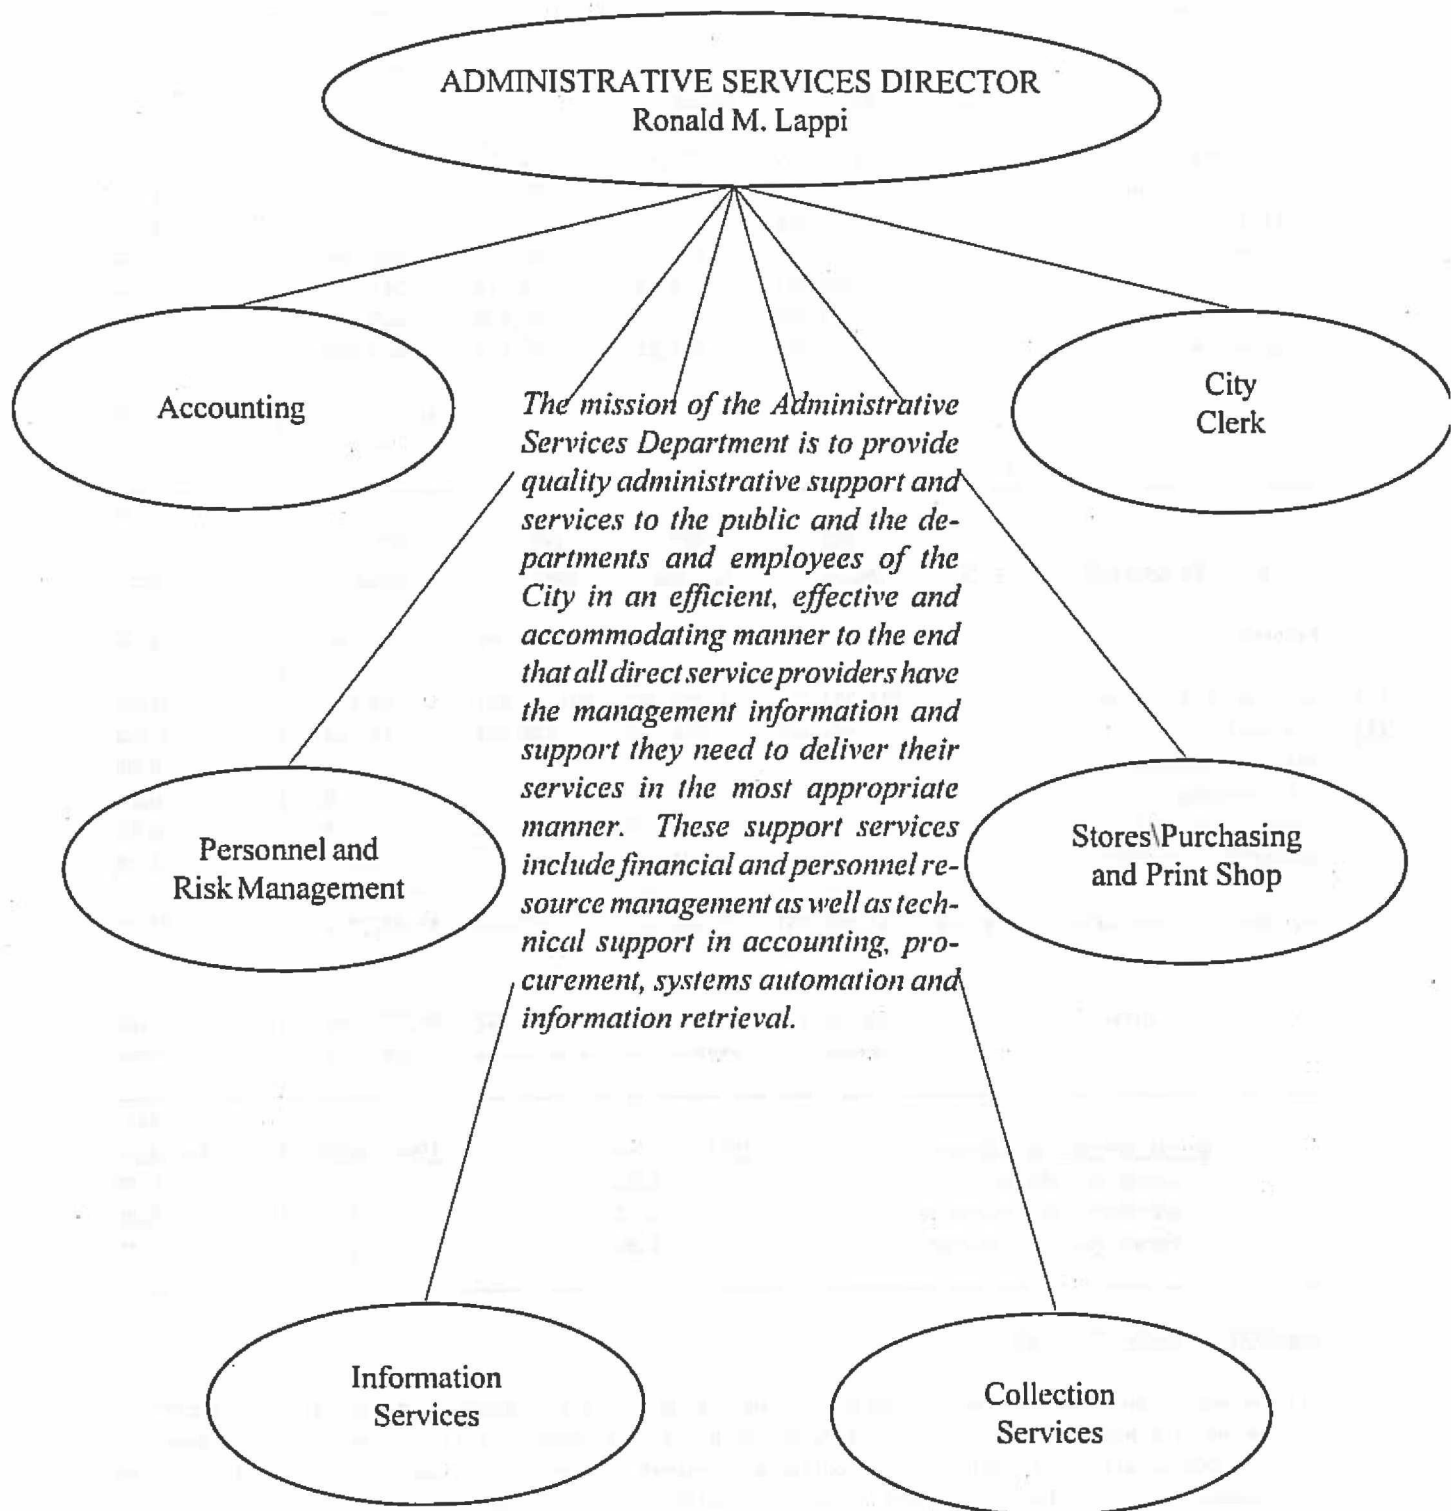 ADMINISTRATIVE SERVICES DIRECTOR
Ronald M. Lappi
Accounting
City
Clerk
The mission of the Administrative
Services Department is to provide
quality administrative support and
services to the public and the de-
partments and employees of the
City in an efficient, effective and
accommodating manner to the end
that all direct service providers have
the management information and
support they need to deliver their
services in the most appropriate
manner. These support services
include financial and personnel re-
source management as well as tech-
nical support in accounting, pro-
curement, systems automation and
information retrieval.
Personnel and
Risk Management
Stores\Purchasing
and Print Shop
Information
Services
Collection
Services